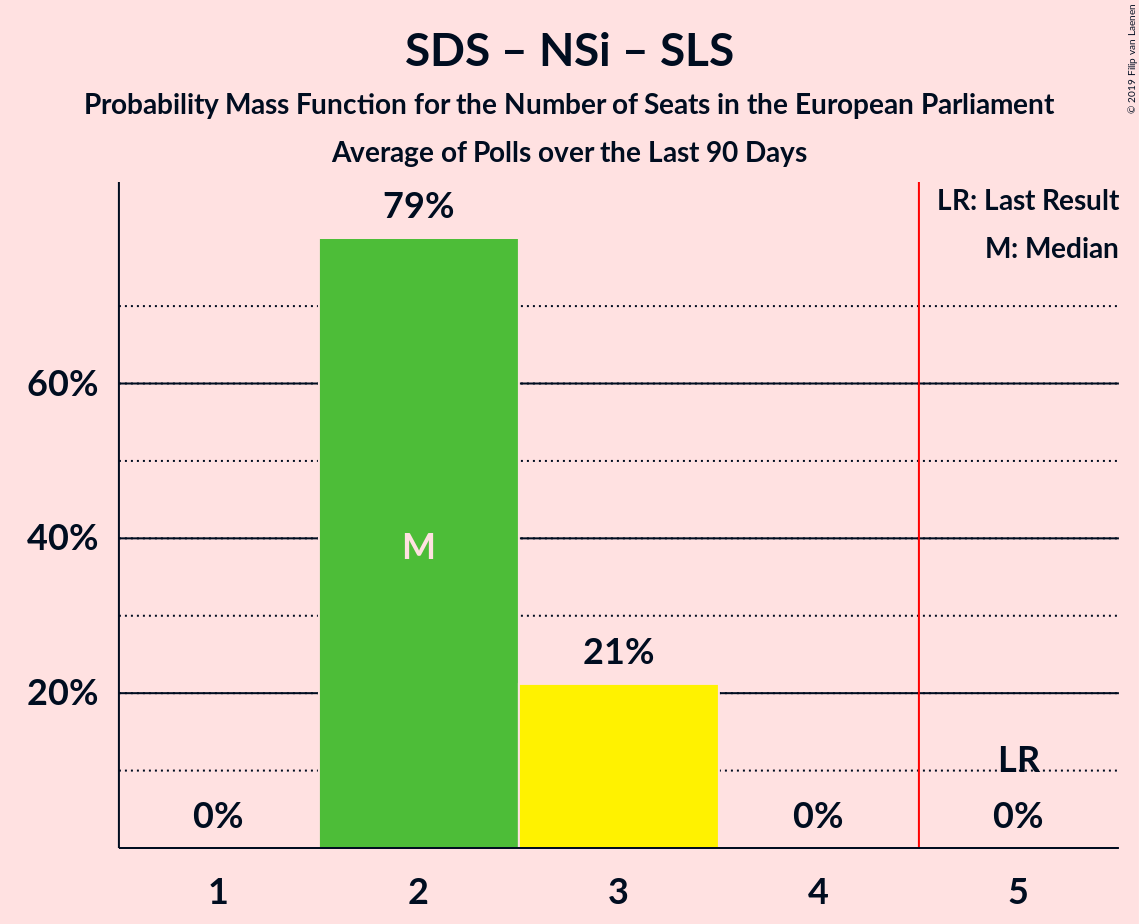 SDS – NSi – SLS
Probability Mass Function for the Number of Seats in the European Parliament
Average of Polls over the Last 90 Days
© 2019 Filip van Laenen
LR: Last Result
M: Median
79%
60%
M
40%
21%
20%
LR
0%
0%
0%
1
2
3
4
5